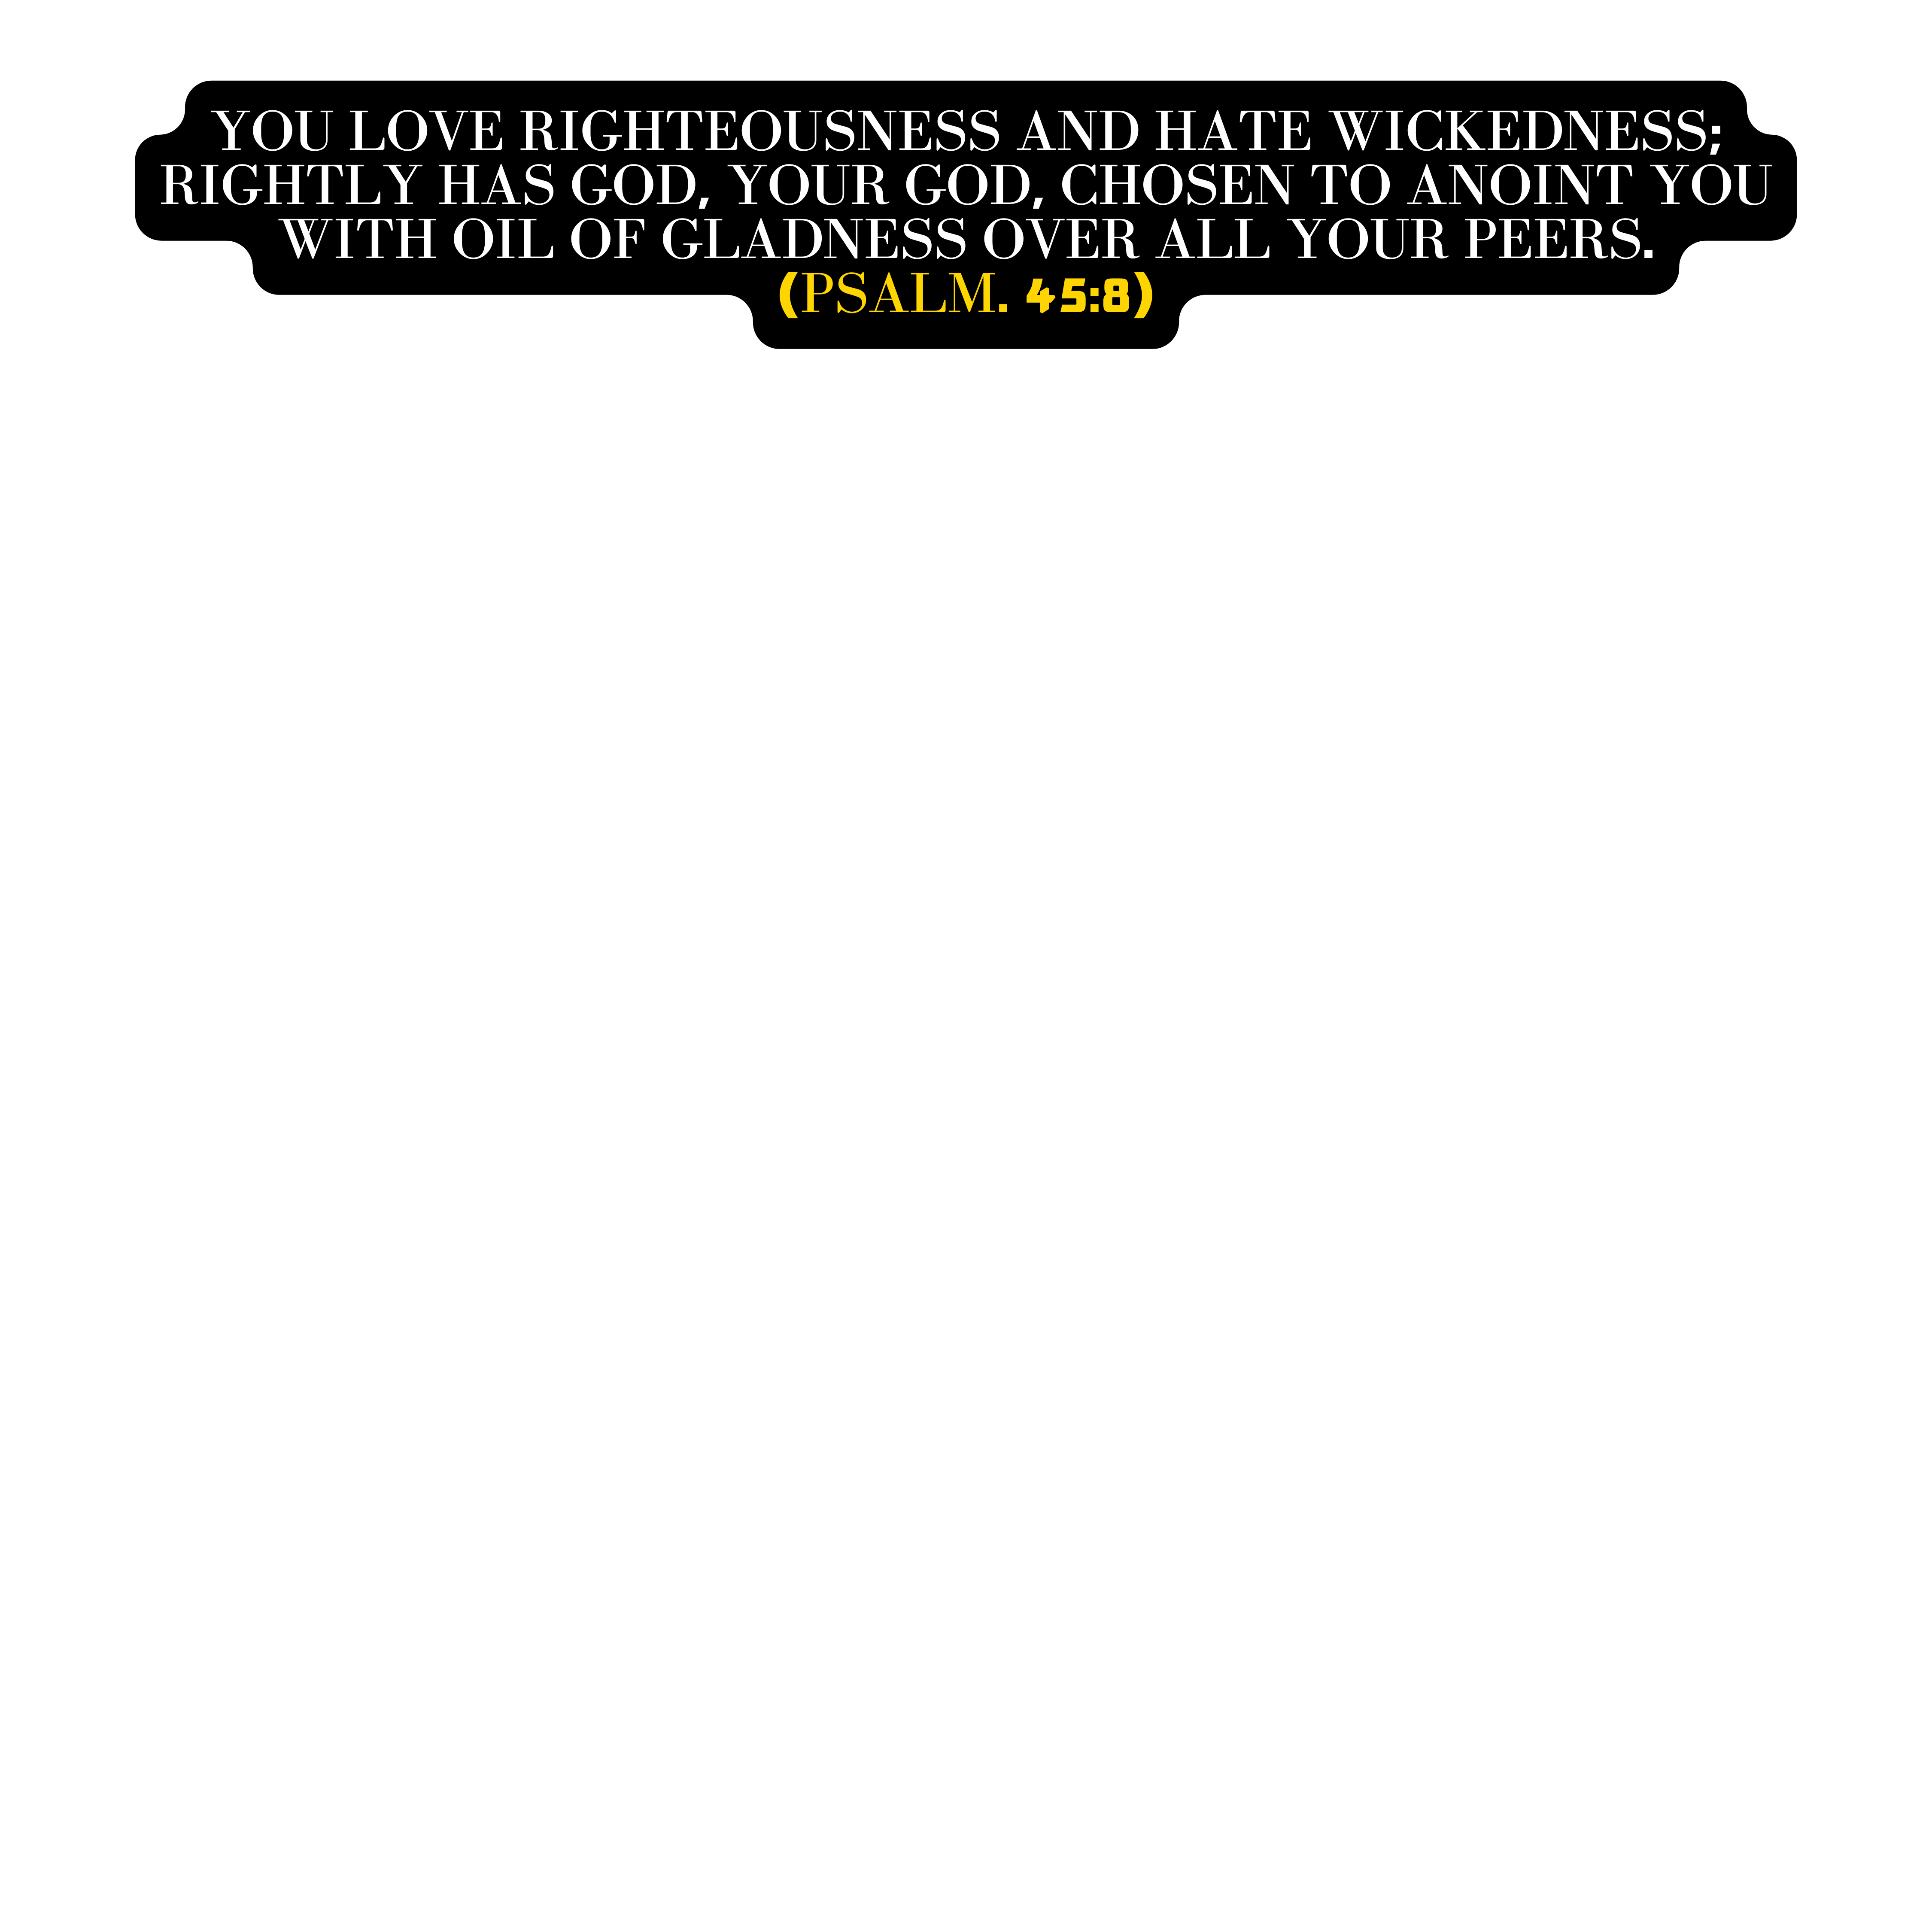 YOU LOVE RIGHTEOUSNESS AND HATE WICKEDNESS;
RIGHTLY HAS GOD, YOUR GOD, CHOSEN TO ANOINT YOU
WITH OIL OF GLADNESS OVER ALL YOUR PEERS.
(PSALM. 45:8)